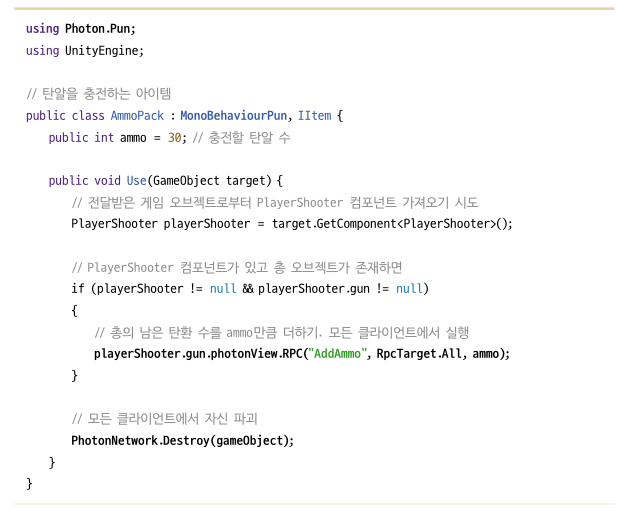 using Photon.Pun;
using UnityEngine;

// 탄알을 충전하는 아이템
public class AmmoPack : MonoBehaviourPun, IItem {
    public int ammo = 30; // 충전할 탄알 수

    public void Use(GameObject target) {
        // 전달받은 게임 오브젝트로부터 PlayerShooter 컴포넌트 가져오기 시도
        PlayerShooter playerShooter = target.GetComponent<PlayerShooter>();

        // PlayerShooter 컴포넌트가 있고 총 오브젝트가 존재하면
        if (playerShooter != null && playerShooter.gun != null)
        {
            // 총의 남은 탄환 수를 ammo만큼 더하기. 모든 클라이언트에서 실행
            playerShooter.gun.photonView.RPC("AddAmmo", RpcTarget.All, ammo);
        }

        // 모든 클라이언트에서 자신 파괴
        PhotonNetwork.Destroy(gameObject);
    }
}